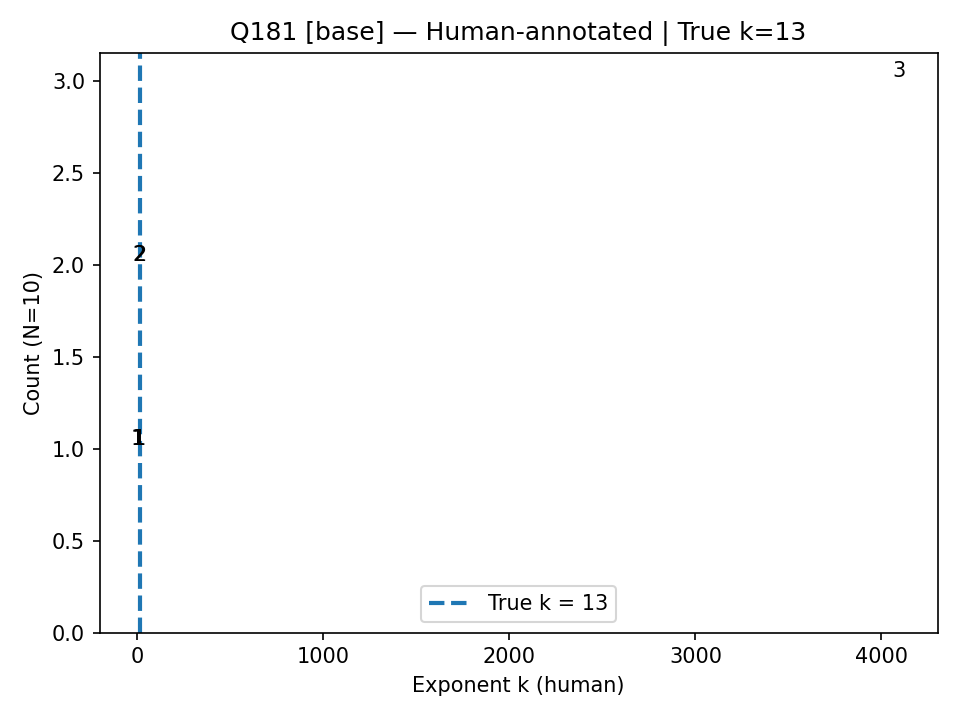 Q181 [base] — Human-annotated | True k=13
3
3.0
2.5
2
2.0
1.5
1
1.0
0.5
0.0
Count (N=10)
True k = 13
0 1000 2000 3000 4000
Exponent k (human)